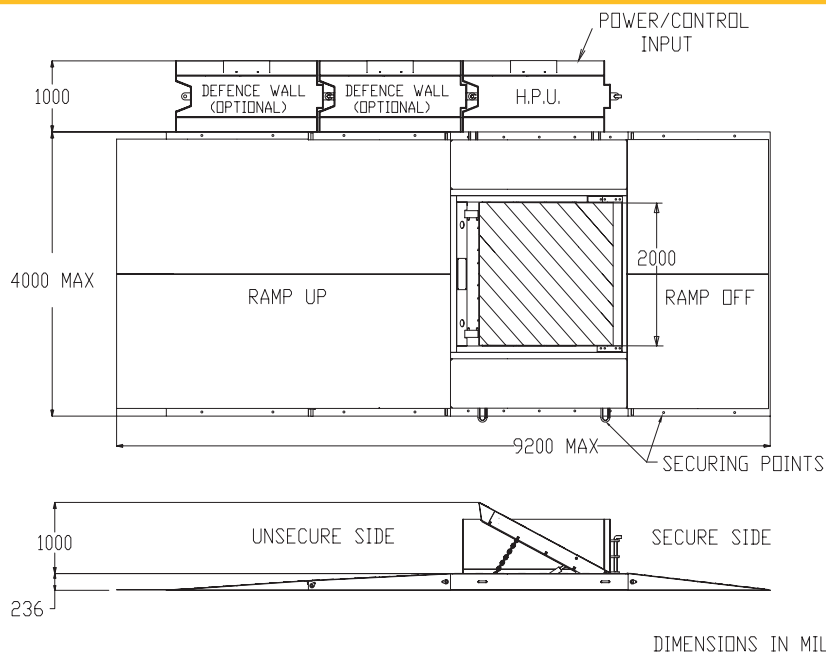 POWER/CONTROL
INPUT
1000
DEFENCE WALL
(OPTIONAL)
DEFENCE WALL
(OPTIONAL)
H.P.U.
4000 MAX
2000
RAMP UP
RAMP OFF
9200 MAX
SECURING POINTS
1000
UNSECURE SIDE
SECURE SIDE
236
DIMENSIONS IN MIL